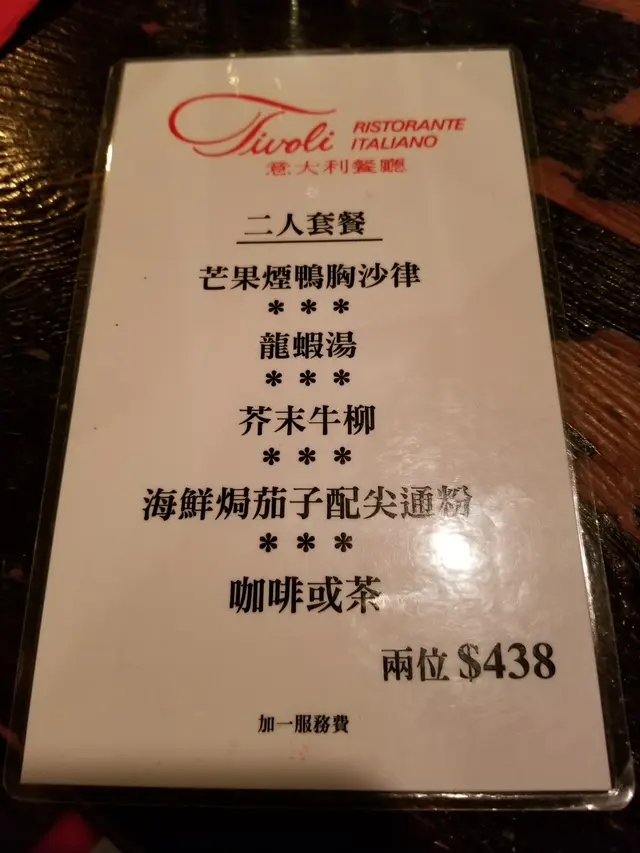 Tivoli RISTORANTE
ITALIANO
意大利餐廳
二人套餐
芒果煙鴨胸沙律
***
龍蝦湯
***
芥末牛柳
***
海鮮焗茄子配尖通粉
***
咖啡或茶
兩位 $438
加一服務費